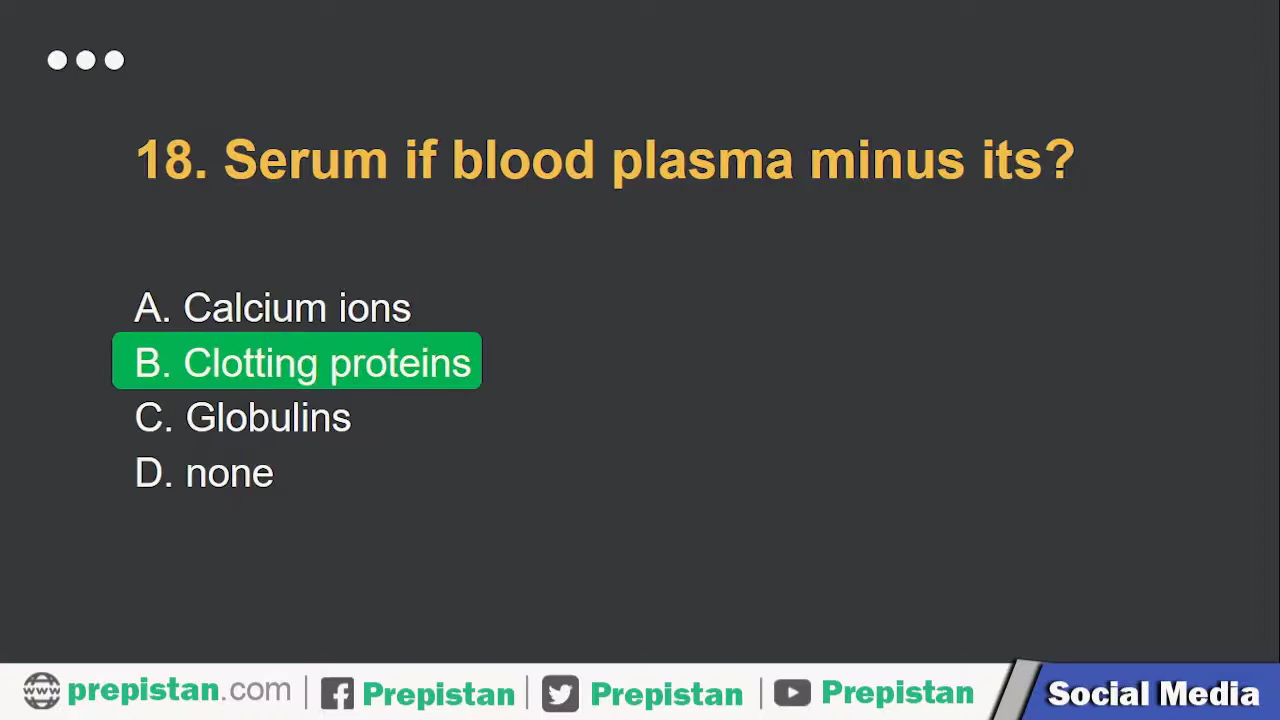 18. Serum if blood plasma minus its?
A. Calcium ions
B. Clotting proteins
C. Globulins
D. none
www prepistan.com | Prepistan | Prepistan | Prepistan Social Media